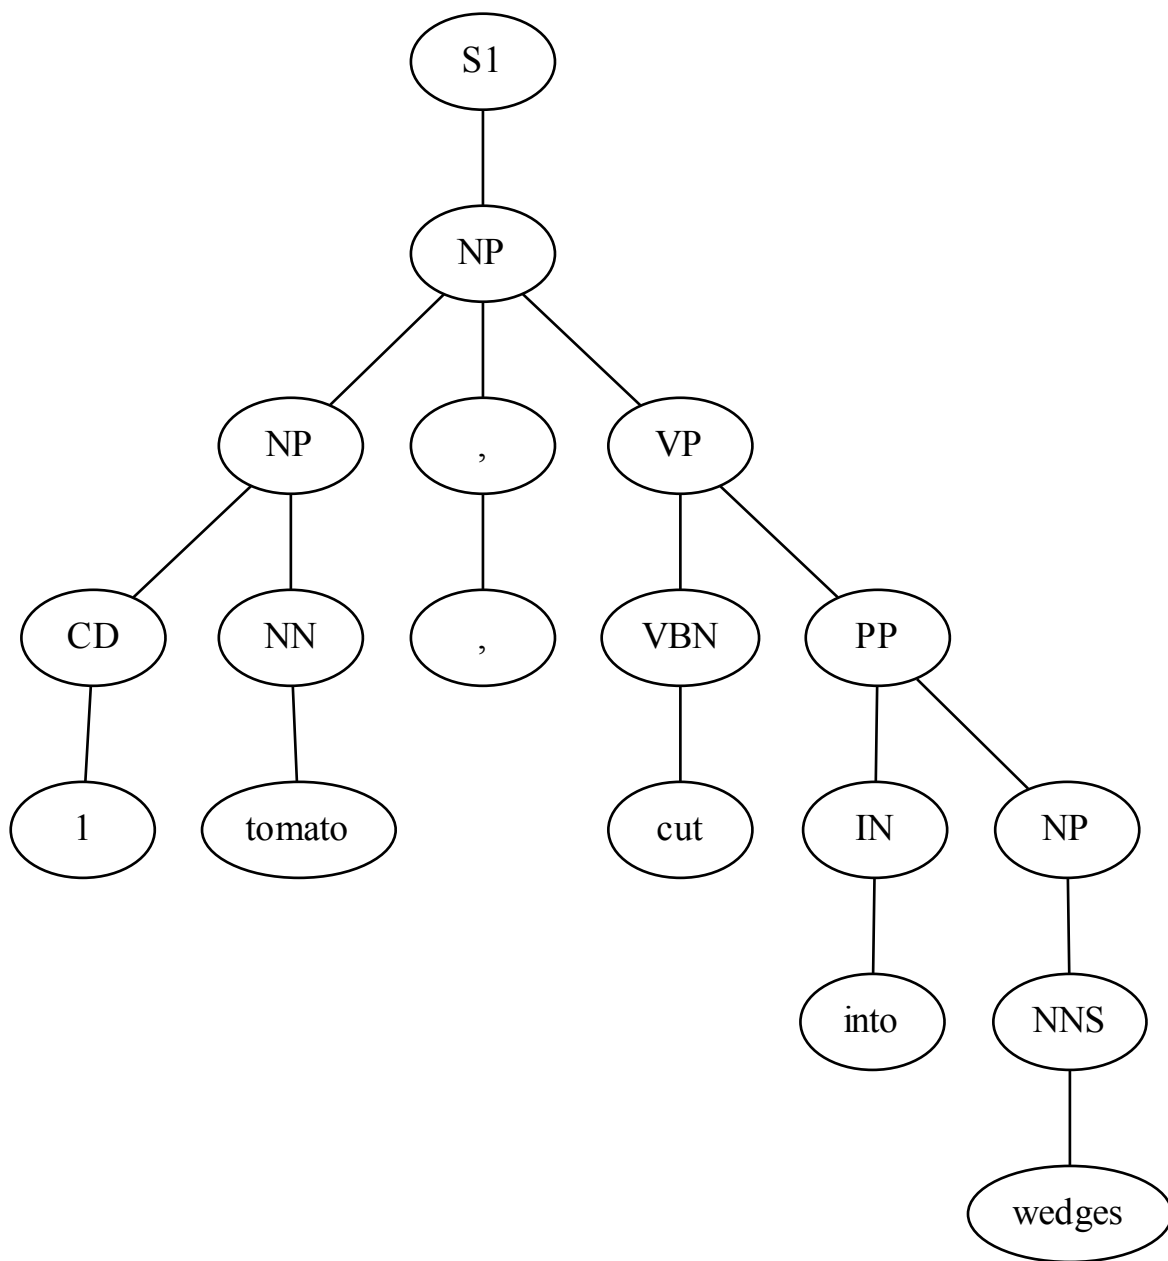 S1
NP
NP , VP
CD NN , VBN PP
1 tomato cut IN NP
into NNS
wedges